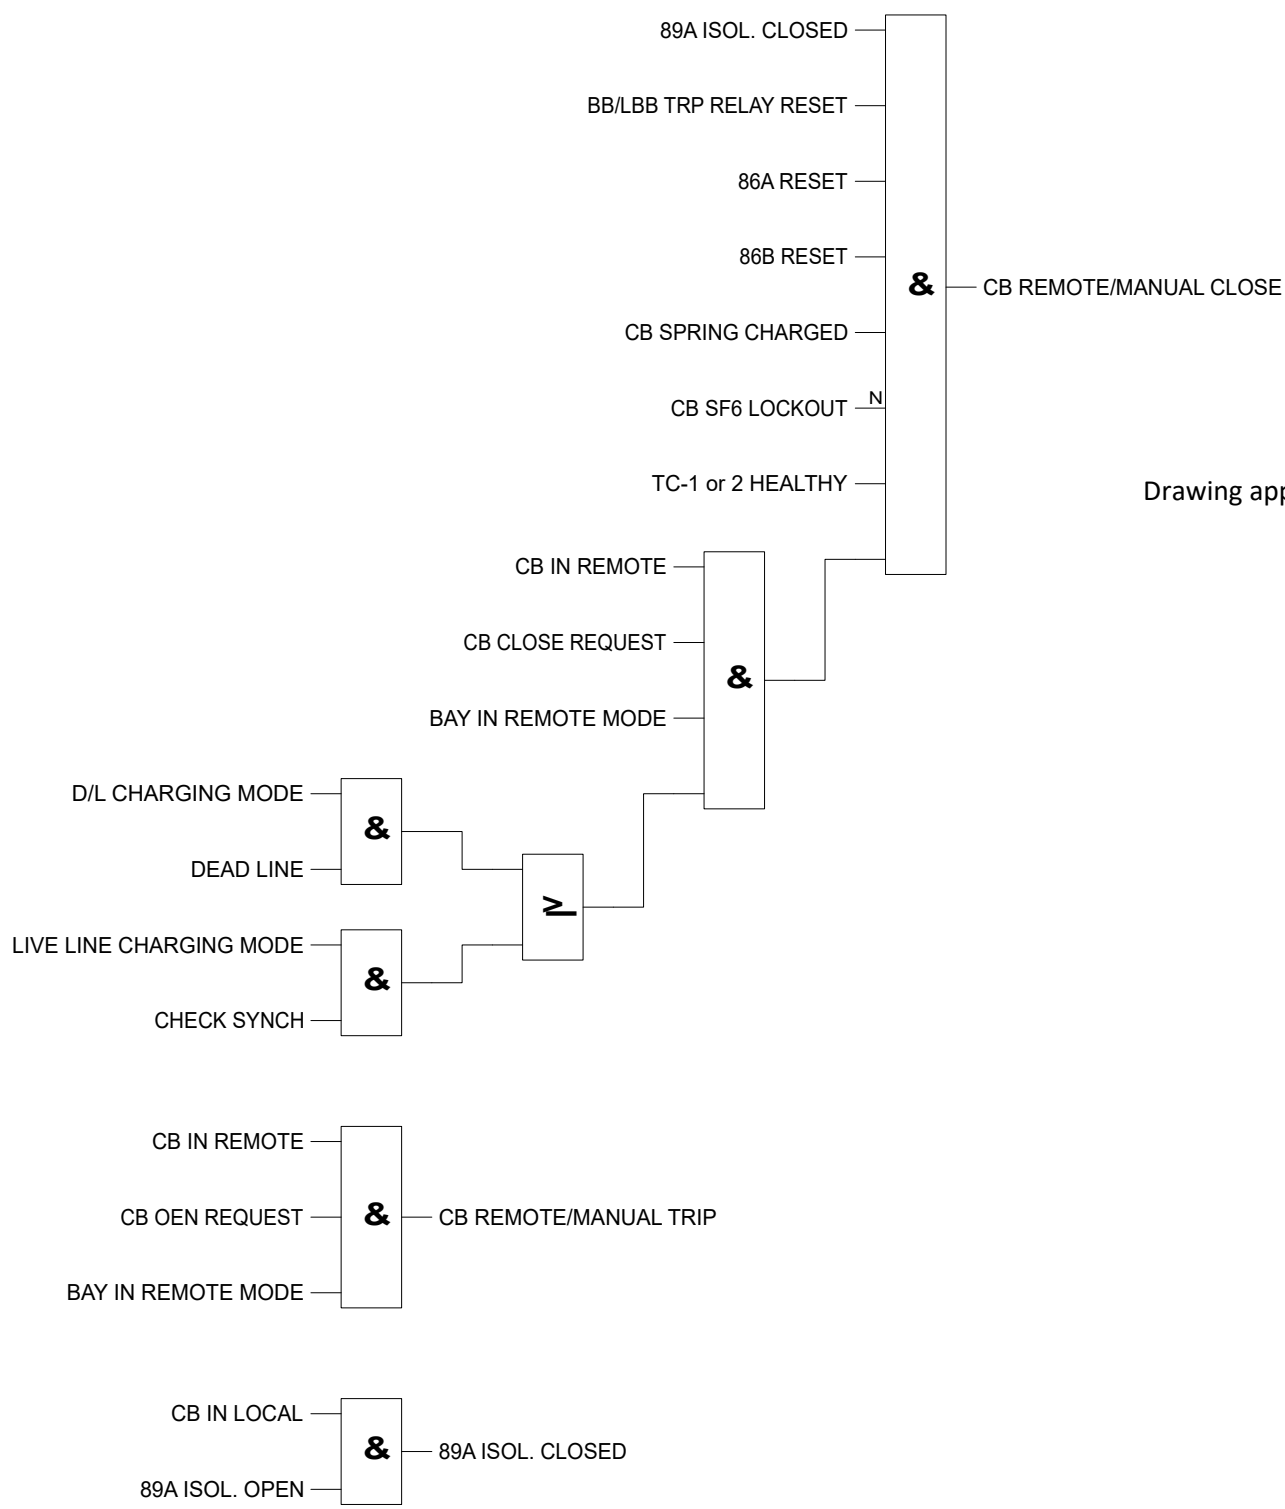 89A ISOL. CLOSED
BB/LBB TRP RELAY RESET
86A RESET
86B RESET
&
CB REMOTE/MANUAL CLOSE
CB SPRING CHARGED
CB SF6 LOCKOUT
N
TC-1 or 2 HEALTHY
Drawing app
CB IN REMOTE
CB CLOSE REQUEST
&
BAY IN REMOTE MODE
D/L CHARGING MODE
&
DEAD LINE
≥
LIVE LINE CHARGING MODE
&
CHECK SYNCH
CB IN REMOTE
CB OEN REQUEST
&
CB REMOTE/MANUAL TRIP
BAY IN REMOTE MODE
CB IN LOCAL
&
89A ISOL. CLOSED
89A ISOL. OPEN